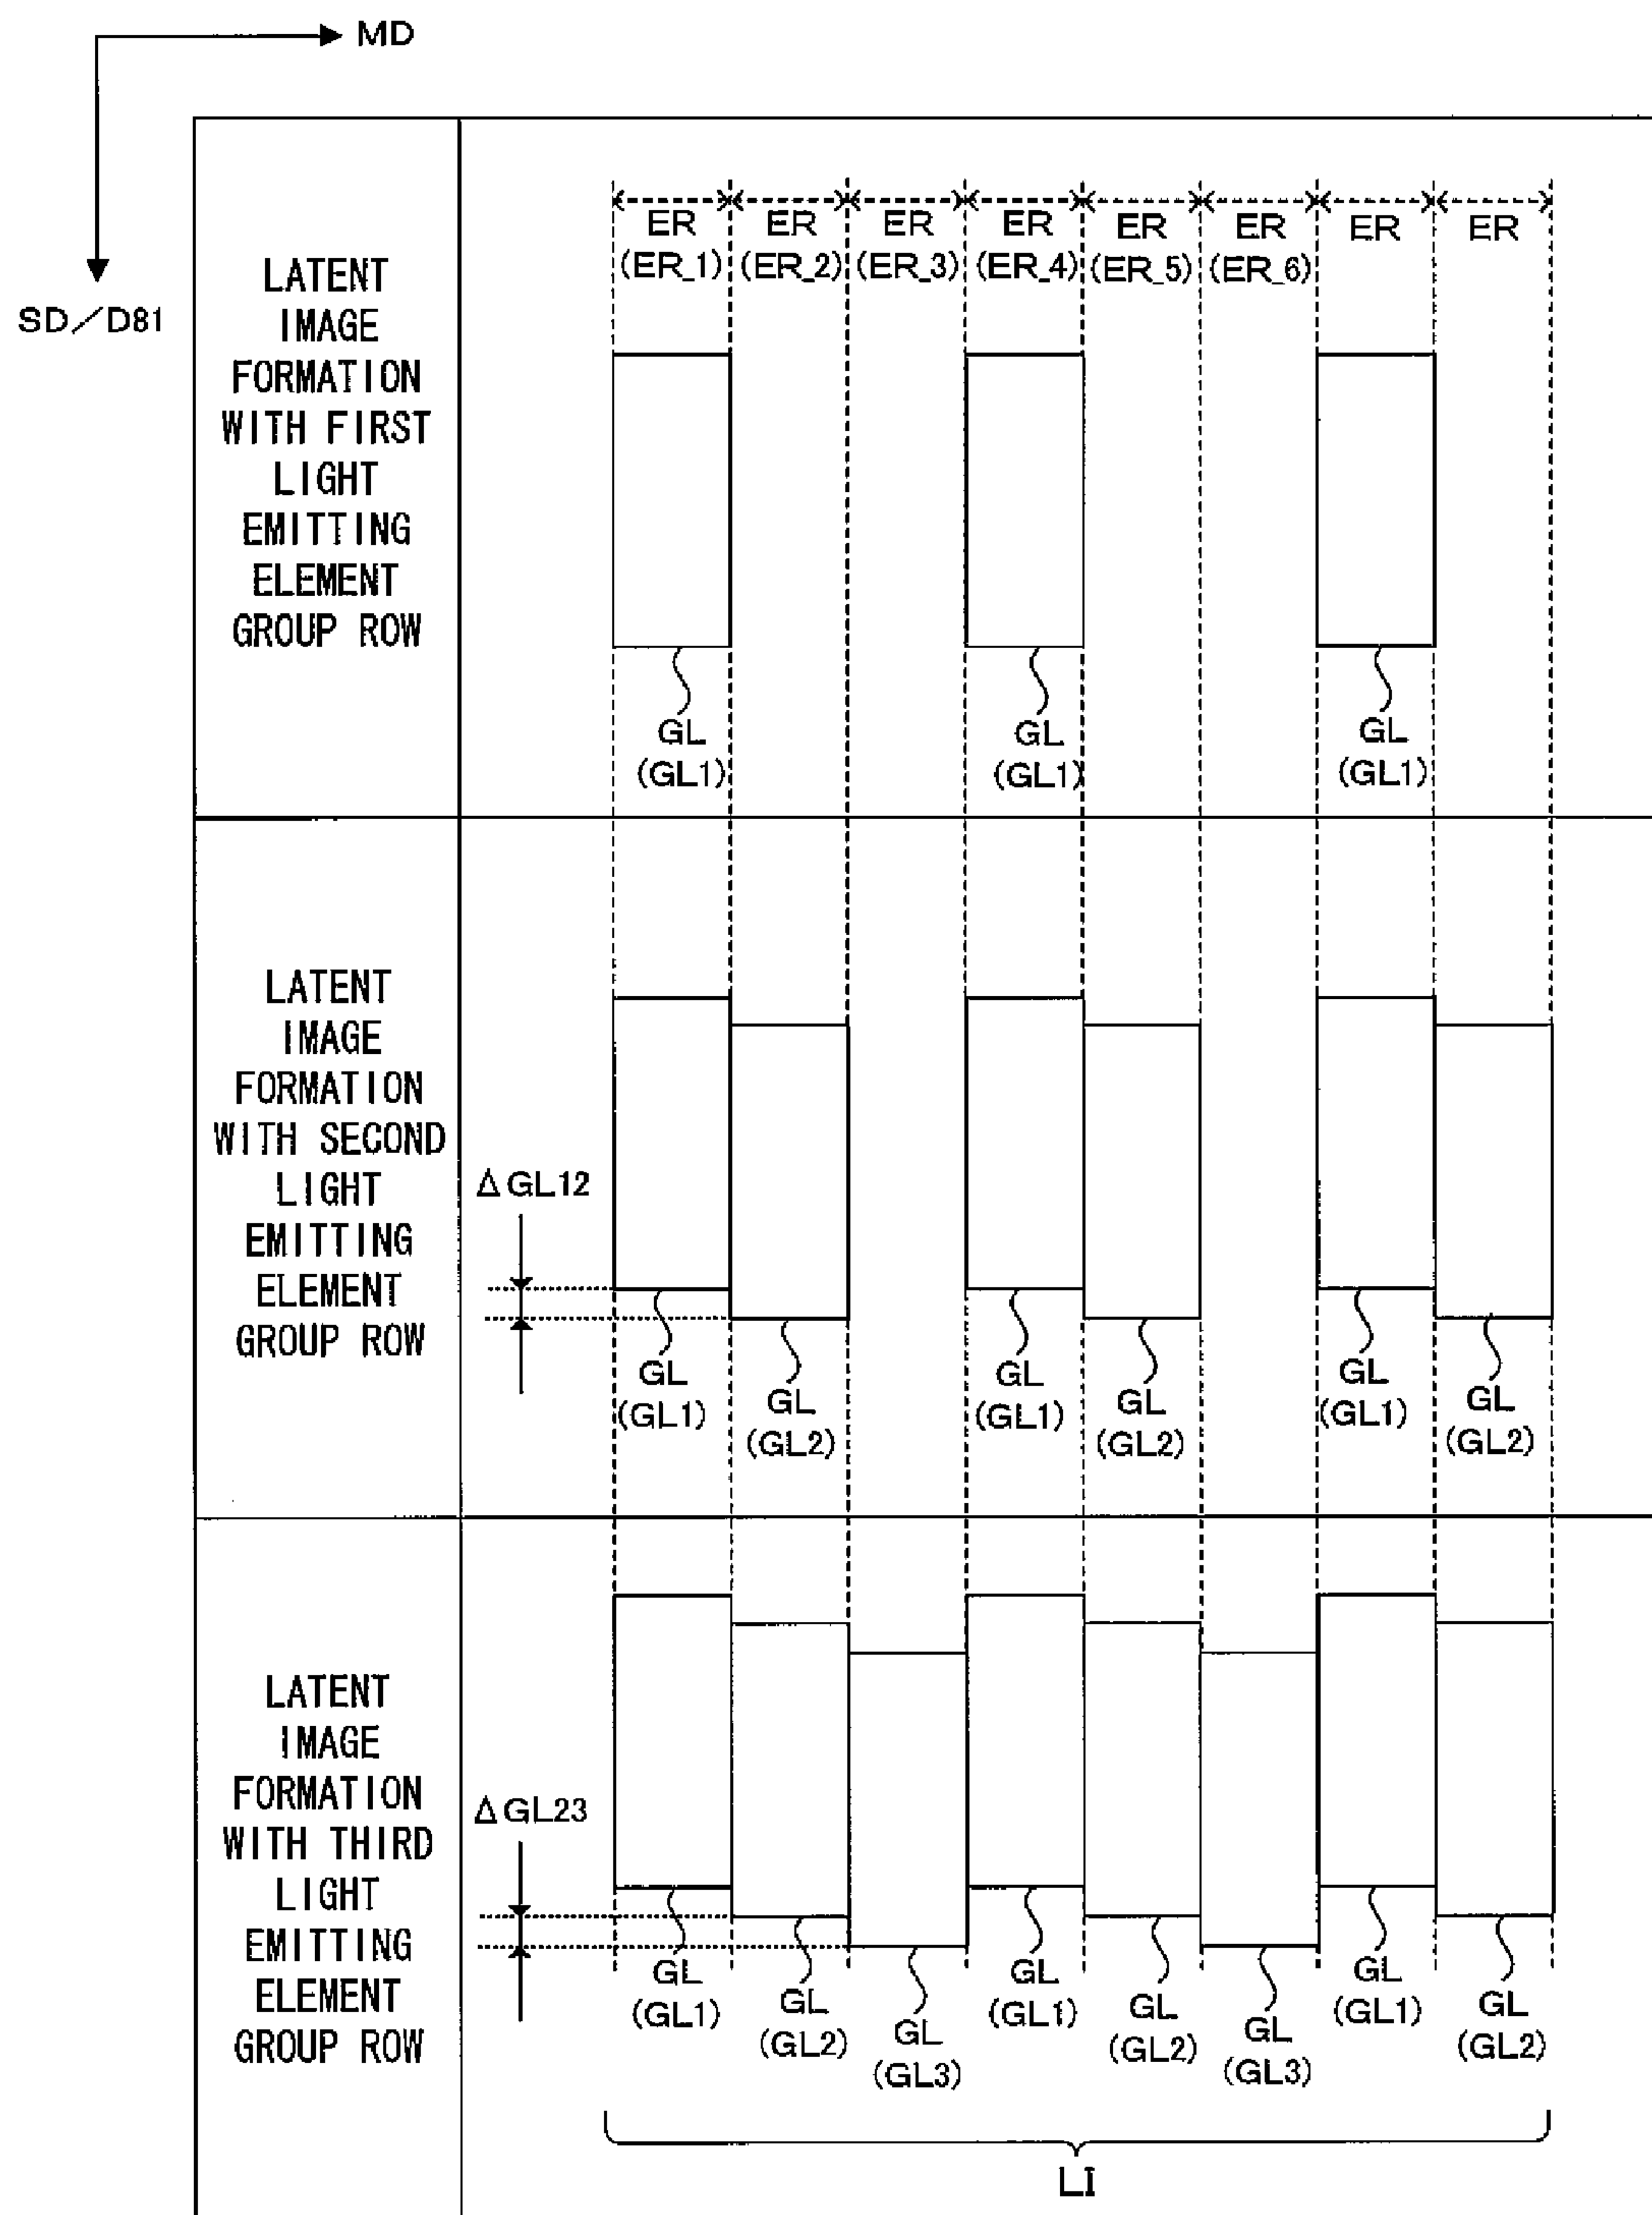 MD
SD/D81
LATENT
IMAGE
FORMATION
WITH FIRST
LIGHT
EMITTING
ELEMENT
GROUP ROW
ER ER ER ER ER ER ER ER
(ER_1) (ER_2) (ER_3) (ER_4) (ER_5) (ER_6)
GL GL GL
(GL1) (GL1) (GL1)
LATENT
IMAGE
FORMATION
WITH SECOND
LIGHT
EMITTING
ELEMENT
GROUP ROW
ΔGL12
GL GL GL GL GL GL
(GL1) (GL2) (GL1) (GL2) (GL1) (GL2)
LATENT
IMAGE
FORMATION
WITH THIRD
LIGHT
EMITTING
ELEMENT
GROUP ROW
ΔGL23
GL GL GL GL GL GL GL GL
(GL1) (GL2) (GL3) (GL1) (GL2) (GL3) (GL1) (GL2)
LI